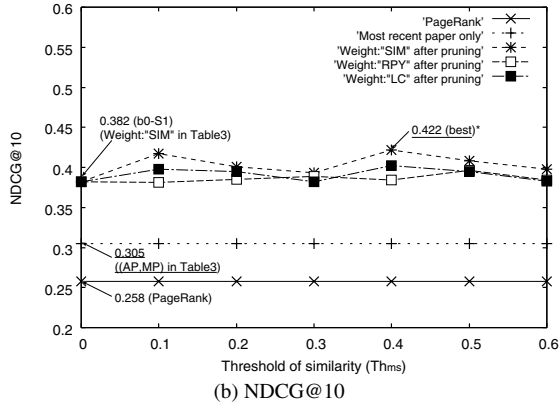 0.6
0.55
0.5
0.45
0.4
0.35
0.3
0.25
0.2
NDCG@10
'PageRank'
'Most recent paper only'
'Weight:"SIM" after pruning'
'Weight:"RPY" after pruning'
'Weight:"LC" after pruning'
0.382 (b0-S1)
(Weight:"SIM" in Table3)
0.422 (best)*
0.305
((AP,MP) in Table3)
0.258 (PageRank)
0 0.1 0.2 0.3 0.4 0.5 0.6
Threshold of similarity (Thms)
(b) NDCG@10